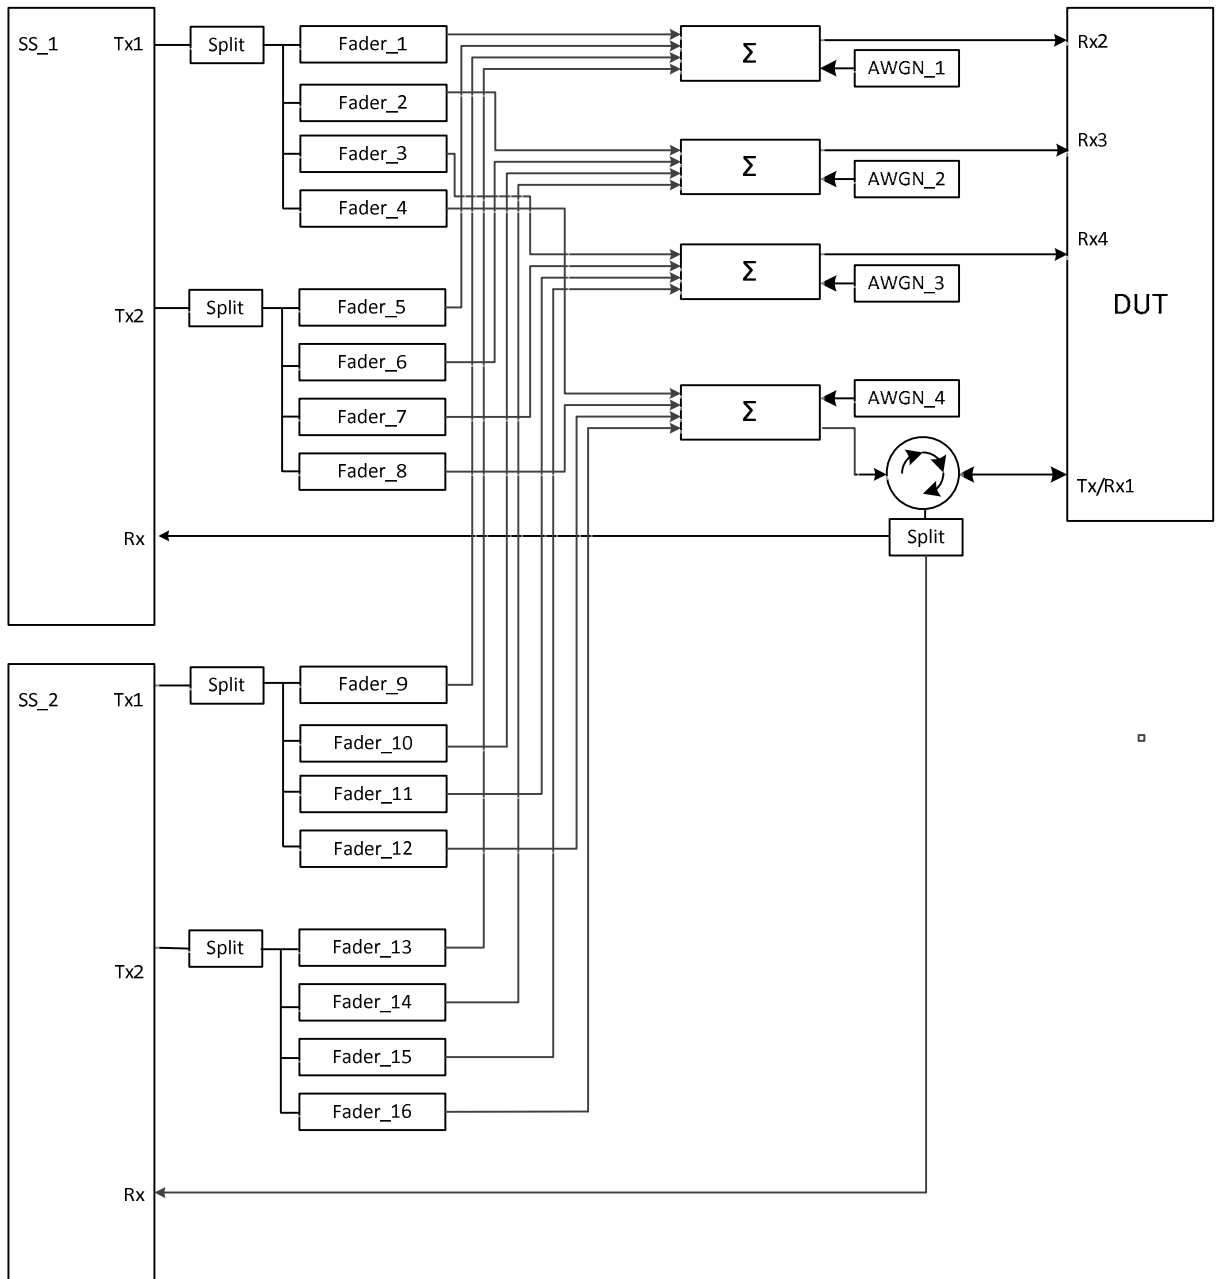 SS_1
Tx1
Split
Fader_1
Σ
Rx2
AWGN_1
Fader_2
Fader_3
Fader_4
Σ
Rx3
AWGN_2
Σ
Rx4
AWGN_3
DUT
Tx2
Split
Fader_5
Fader_6
Fader_7
Fader_8
Σ
AWGN_4
Tx/Rx1
Rx
Split
SS_2
Tx1
Split
Fader_9
Fader_10
Fader_11
Fader_12
Tx2
Split
Fader_13
Fader_14
Fader_15
Fader_16
Rx